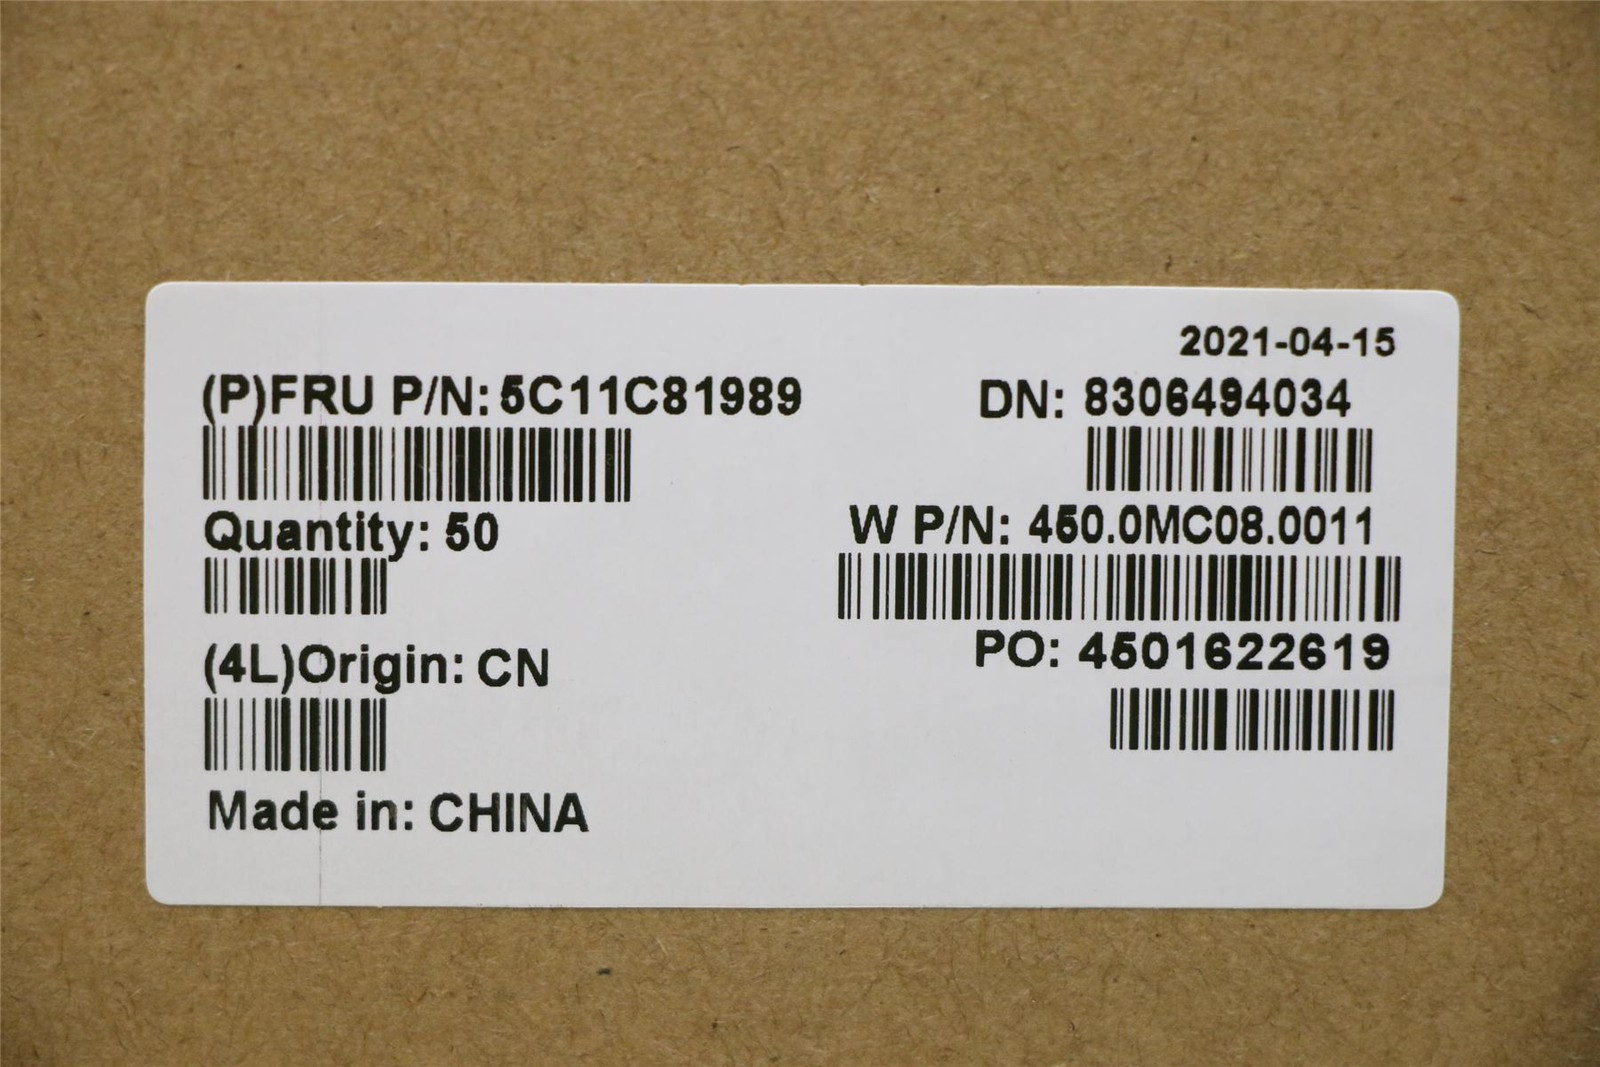 2021-04-15
(P)FRU P/N: 5C11C81989
DN: 8306494034
Quantity: 50
W P/N: 450.0MC08.0011
(4L)Origin: CN
PO: 4501622619
Made in: CHINA